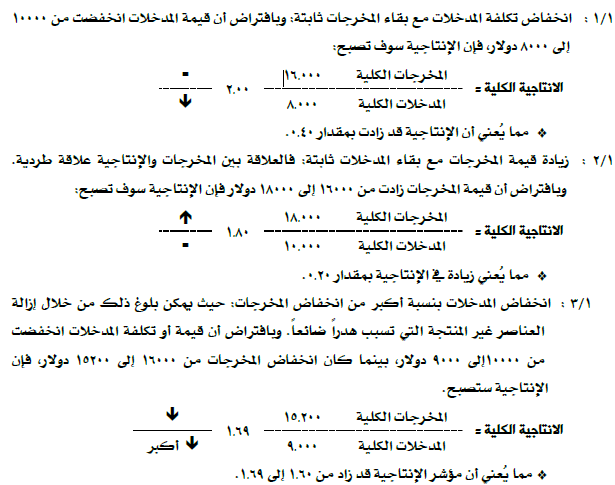 ١/١ : انخفاض تكلفة المدخلات مع بقاء المخرجات ثابتة: وبافتراض أن قيمة المدخلات انخفضت من ١٠٠٠٠
إلى ٨٠٠٠ دولار، فإن الإنتاجية سوف تصبح:
المخرجات الكلية ١٦.٠٠٠ -
الانتاجية الكلية = ٢.٠٠
المدخلات الكلية ٨.٠٠٠ ↓
❖ مما يُعني أن الإنتاجية قد زادت بمقدار ٠.٤٠.
٢/١ : زيادة قيمة المخرجات مع بقاء المدخلات ثابتة: فالعلاقة بين المخرجات والإنتاجية علاقة طردية.
وبافتراض أن قيمة المخرجات زادت من ١٦٠٠٠ إلى ١٨٠٠٠ دولار فإن الإنتاجية سوف تصبح:
المخرجات الكلية ١٨.٠٠٠ ↑
الانتاجية الكلية = ١.٨٠
المدخلات الكلية ١٠.٠٠٠ -
❖ مما يُعني زيادة في الإنتاجية بمقدار ٠.٢٠.
٣/١ : انخفاض المدخلات بنسبة أكبر من انخفاض المخرجات: حيث يمكن بلوغ ذلك من خلال إزالة
العناصر غير المنتجة التي تسبب هدراً ضائعاً. وبافتراض أن قيمة أو تكلفة المدخلات انخفضت
من ١٠٠٠٠إلى ٩٠٠٠ دولار، بينما كان انخفاض المخرجات من ١٦٠٠٠ إلى ١٥٢٠٠ دولار، فإن
الإنتاجية ستصبح.
المخرجات الكلية ١٥.٢٠٠ ↓
الانتاجية الكلية = ١.٦٩
المدخلات الكلية ٩.٠٠٠ ↓ أكبر
❖ مما يُعني أن مؤشر الإنتاجية قد زاد من ١.٦٠ إلى ١.٦٩.